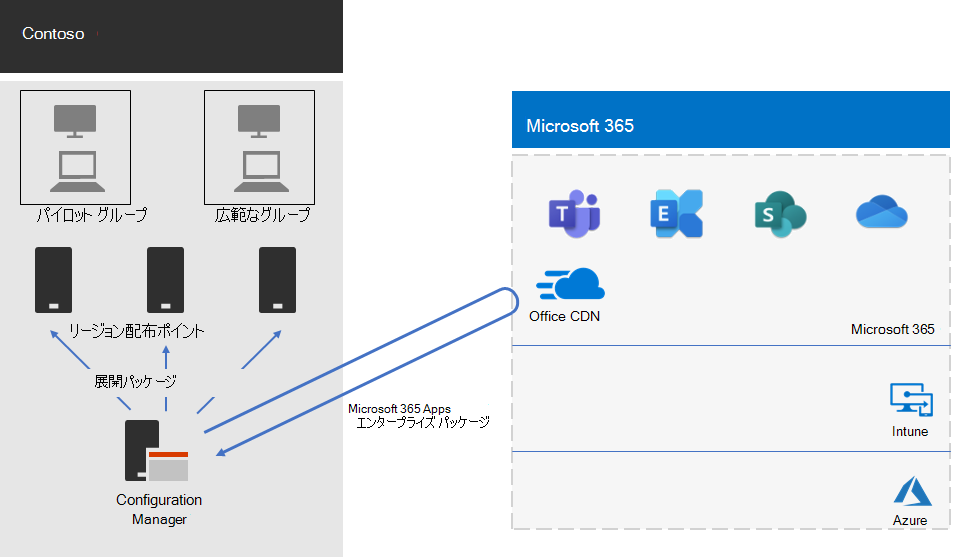 Contoso
パイロット グループ
広範なグループ
リージョン配布ポイント
展開パッケージ
Configuration
Manager
Microsoft 365 Apps
エンタープライズ パッケージ
Microsoft 365
T
E
S
Office CDN
Microsoft 365
Intune
Azure